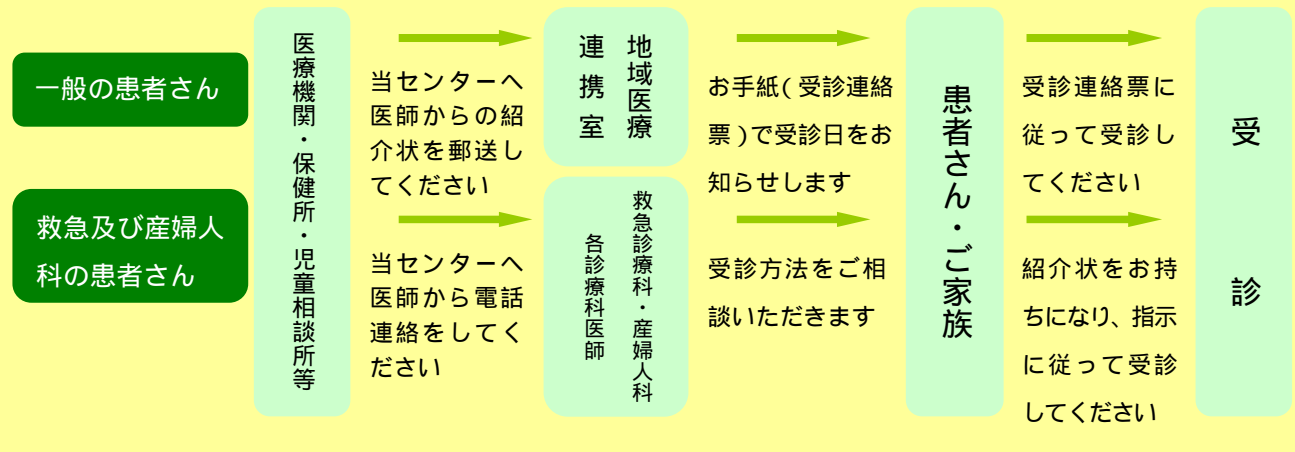 一般の患者さん
救急及び産婦人
科の患者さん
医療機関・保健所・児童相談所等
当センターへ
医師からの紹
介状を郵送し
てください
当センターへ
医師から電話
連絡をしてく
ださい
地域医療
連携室
救急診療科・産婦人科
各診療科医師
お手紙(受診連絡
票)で受診日をお
知らせします
受診方法をご相
談いただきます
患者さん・ご家族
受診連絡票に
従って受診し
てください
紹介状をお持
ちになり、指示
に従って受診
してください
受診